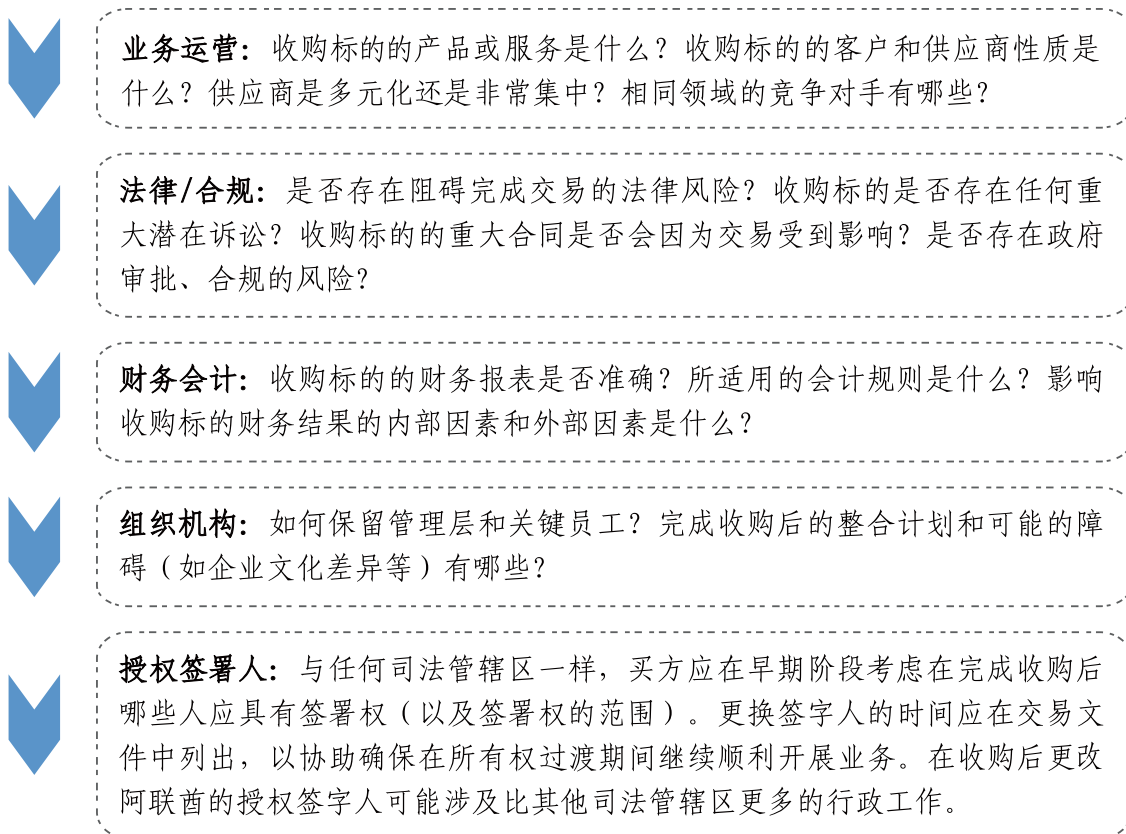 业务运营：收购标的的产品或服务是什么？收购标的的客户和供应商性质是
什么？供应商是多元化还是非常集中？相同领域的竞争对手有哪些？
法律/合规：是否存在阻碍完成交易的法律风险？收购标的是否存在任何重
大潜在诉讼？收购标的的重大合同是否会因为交易受到影响？是否存在政府
审批、合规的风险？
财务会计：收购标的的财务报表是否准确？所适用的会计规则是什么？影响
收购标的财务结果的内部因素和外部因素是什么？
组织机构：如何保留管理层和关键员工？完成收购后的整合计划和可能的障
碍（如企业文化差异等）有哪些？
授权签署人：与任何司法管辖区一样，买方应在早期阶段考虑在完成收购后
哪些人应具有签署权（以及签署权的范围）。更换签字人的时间应在交易文
件中列出，以协助确保在所有权过渡期间继续顺利开展业务。在收购后更改
阿联酋的授权签字人可能涉及比其他司法管辖区更多的行政工作。